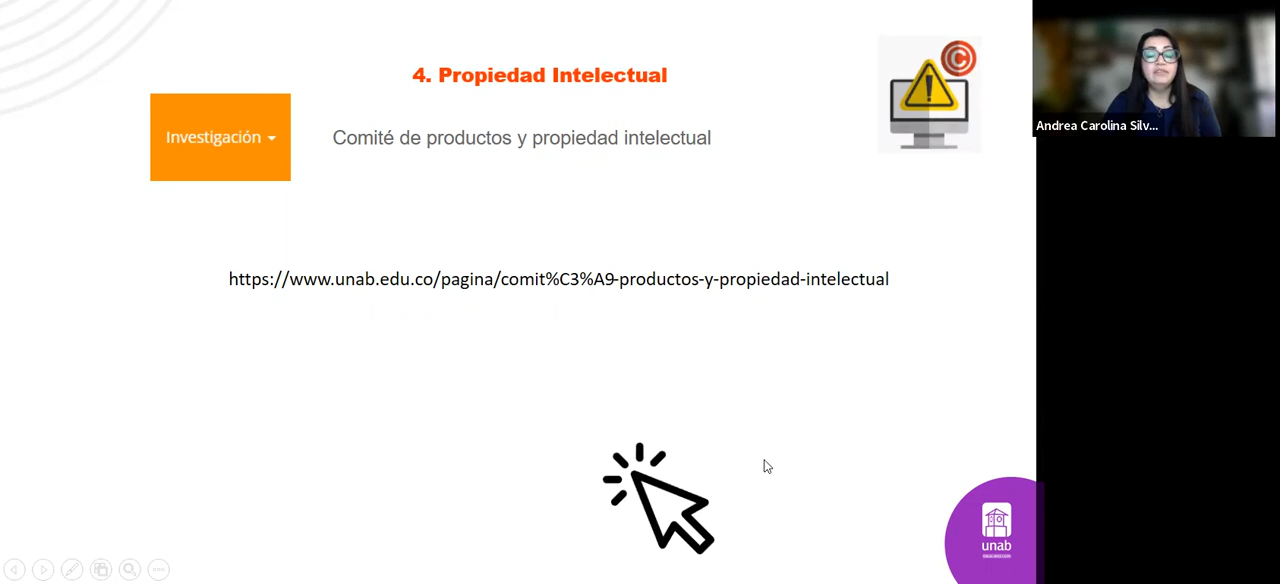 4. Propiedad Intelectual
Investigación
Comité de productos y propiedad intelectual
https://www.unab.edu.co/pagina/comit%C3%A9-productos-y-propiedad-intelectual
Andrea Carolina Silv...
unab